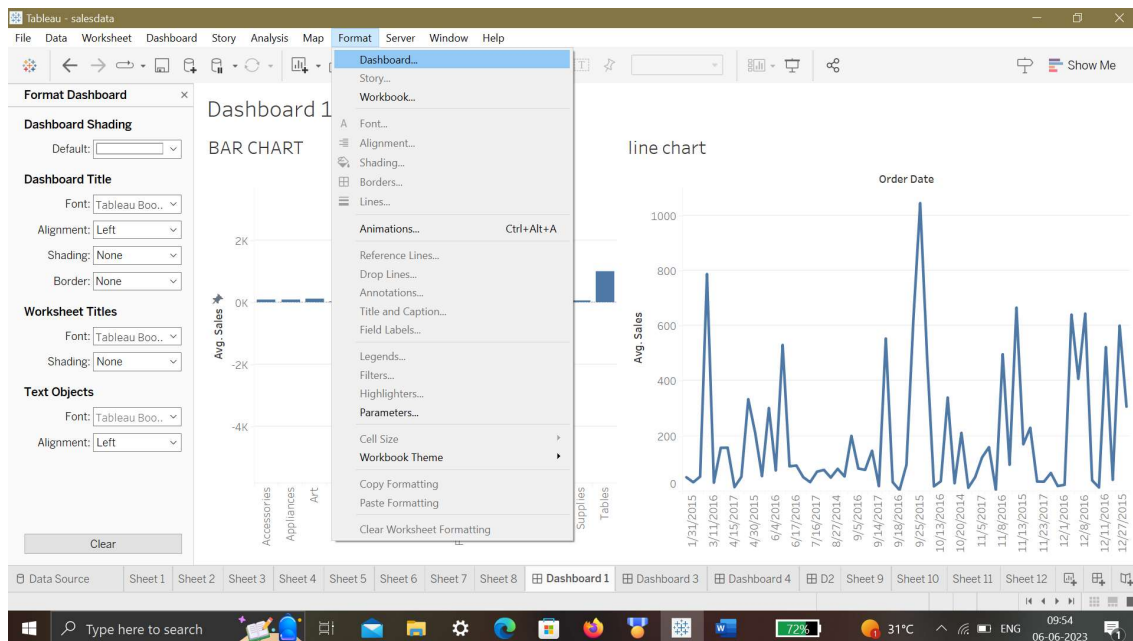 Tableau - salesdata
File Data Worksheet Dashboard Story Analysis Map Format Server Window Help
Show Me
Format Dashboard
Dashboard Shading
Default:
Dashboard Title
Font: Tableau Boo..
Alignment: Left
Shading: None
Border: None
Worksheet Titles
Font: Tableau Boo..
Shading: None
Text Objects
Font: Tableau Boo..
Alignment: Left
Clear
Dashboard...
Story...
Workbook...
Font...
Alignment...
Shading...
Borders...
Lines...
Animations... Ctrl+Alt+A
Reference Lines...
Drop Lines...
Annotations...
Title and Caption...
Field Labels...
Legends...
Filters...
Highlighters...
Parameters...
Cell Size
Workbook Theme
Copy Formatting
Paste Formatting
Clear Worksheet Formatting
Dashboard 1
BAR CHART
2K
0K
-2K
-4K
Avg. Sales
Accessories
Appliances
Art
Supplies
Tables
line chart
Order Date
1000
800
600
400
200
0
Avg. Sales
1/31/2015
3/11/2016
4/15/2017
4/30/2015
6/4/2016
6/17/2016
7/16/2017
8/27/2014
9/5/2016
9/14/2017
9/18/2016
9/25/2015
10/13/2016
10/20/2014
11/5/2017
11/8/2016
11/13/2015
11/23/2017
12/1/2016
12/8/2016
12/11/2016
12/27/2015
Data Source Sheet 1 Sheet 2 Sheet 3 Sheet 4 Sheet 5 Sheet 6 Sheet 7 Sheet 8 Dashboard 1 Dashboard 3 Dashboard 4 D2 Sheet 9 Sheet 10 Sheet 11 Sheet 12
Type here to search
72%
31°C
ENG
09:54
06-06-2023